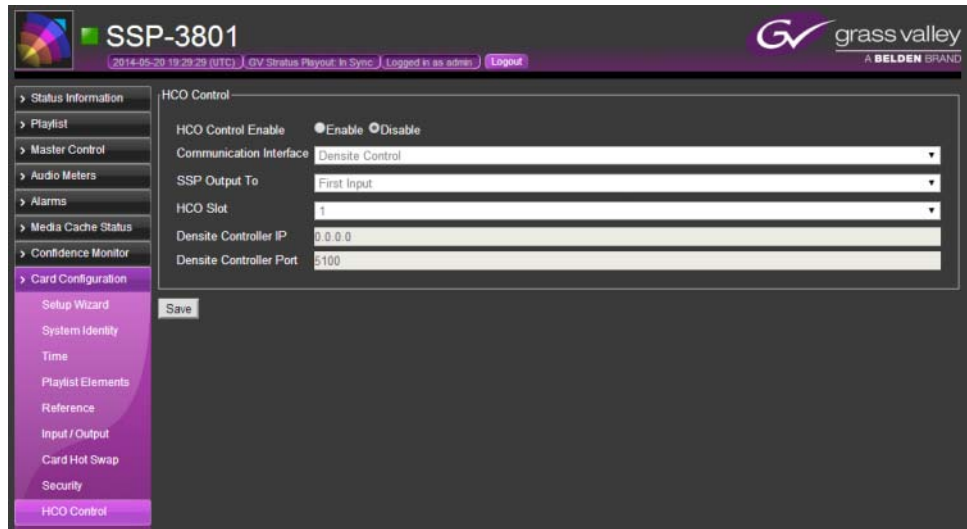 SSP-3801
2014-05-20 19:29:29 (UTC) GV Stratus Playout: In Sync Logged in as admin Logout
GV grass valley
A BELDEN BRAND
> Status Information
> Playlist
> Master Control
> Audio Meters
> Alarms
> Media Cache Status
> Confidence Monitor
> Card Configuration
Setup Wizard
System Identity
Time
Playlist Elements
Reference
Input / Output
Card Hot Swap
Security
HCO Control
HCO Control
HCO Control Enable Enable Disable
Communication Interface Densite Control
SSP Output To First Input
HCO Slot 1
Densite Controller IP 0.0.0.0
Densite Controller Port 5100
Save